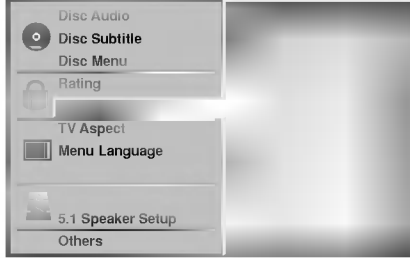 Disc Audio
Disc Subtitle
Disc Menu
Rating
TV Aspect
Menu Language
5.1 Speaker Setup
Others